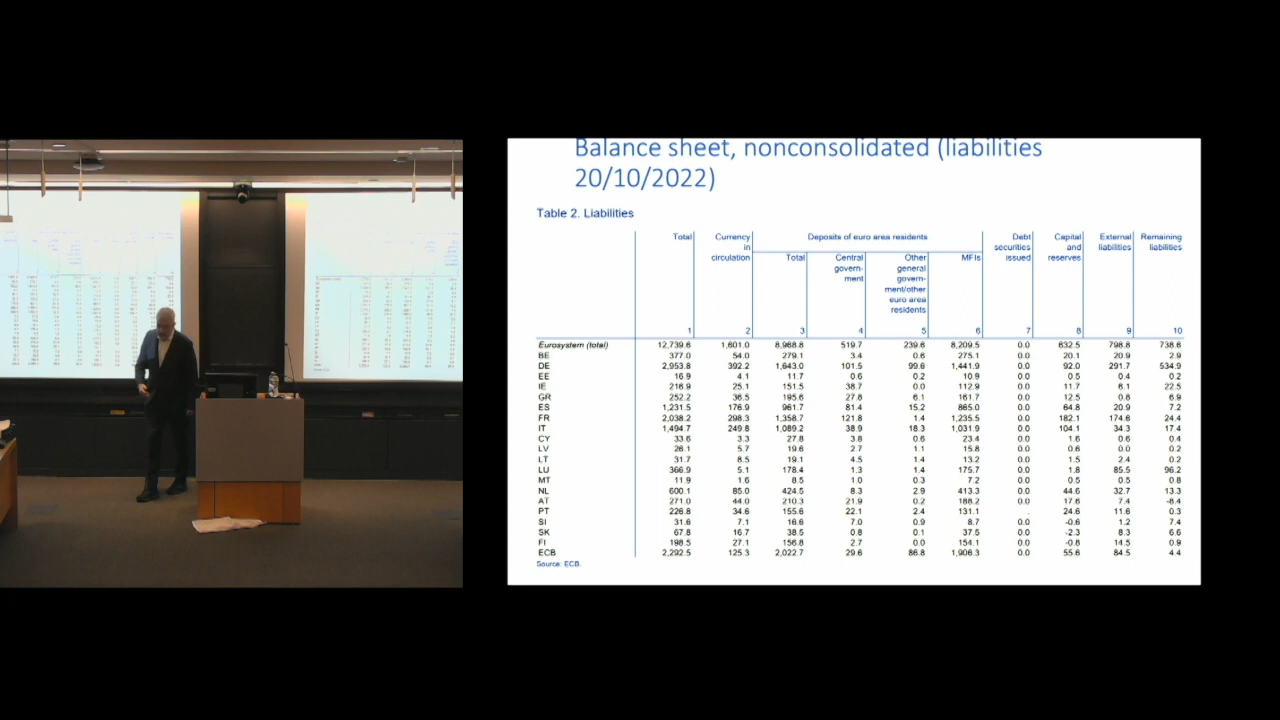 Balance sheet, nonconsolidated (liabilities
20/10/2022)
Table 2. Liabilities
Total Currency in circulation Deposits of euro area residents Debt securities issued Capital and reserves External liabilities Remaining liabilities
Total Central govern-ment Other general govern-ment/other euro area residents MFIs
1 2 3 4 5 6 7 8 9 10
Eurosystem (total) 12,739.6 1,601.0 8,968.8 519.7 239.6 8,209.5 0.0 632.5 798.8 738.6
BE 377.0 54.0 279.1 3.4 0.6 275.1 0.0 20.1 20.9 2.9
DE 2,953.8 392.2 1,643.0 101.5 99.6 1,441.9 0.0 92.0 291.7 534.9
EE 16.9 4.1 11.7 0.6 0.2 10.9 0.0 0.5 0.4 0.2
IE 216.9 25.1 151.5 38.7 0.0 112.9 0.0 11.7 6.1 22.5
GR 252.2 36.5 195.6 27.8 6.1 161.7 0.0 12.5 0.8 6.9
ES 1,231.5 176.9 961.7 81.4 15.2 865.0 0.0 64.8 20.9 7.2
FR 2,038.2 298.3 1,358.7 121.8 1.4 1,235.5 0.0 182.1 174.6 24.4
IT 1,494.7 249.8 1,089.2 38.9 18.3 1,031.9 0.0 104.1 34.3 17.4
CY 33.6 3.3 27.8 3.8 0.6 23.4 0.0 1.6 0.6 0.4
LV 26.1 5.7 19.6 2.7 1.1 15.8 0.0 0.6 0.0 0.2
LT 31.7 8.5 19.1 4.5 1.4 13.2 0.0 1.5 2.4 0.2
LU 366.9 5.1 178.4 1.3 1.4 175.7 0.0 1.8 85.5 96.2
MT 11.9 1.6 8.5 1.0 0.3 7.2 0.0 0.5 0.5 0.8
NL 600.1 85.0 424.5 8.3 2.9 413.3 0.0 44.6 32.7 13.3
AT 271.0 44.0 210.3 21.9 0.2 188.2 0.0 17.6 7.4 -8.4
PT 226.8 34.6 155.6 22.1 2.4 131.1 . 24.6 11.6 0.3
SI 31.6 7.1 16.6 7.0 0.9 8.7 0.0 -0.6 1.2 7.4
SK 67.8 16.7 38.5 0.8 0.1 37.5 0.0 -2.3 8.3 6.6
FI 198.5 27.1 156.8 2.7 0.0 154.1 0.0 -0.8 14.5 0.9
ECB 2,292.5 125.3 2,022.7 29.6 86.8 1,906.3 0.0 55.6 84.5 4.4
Source: ECB.